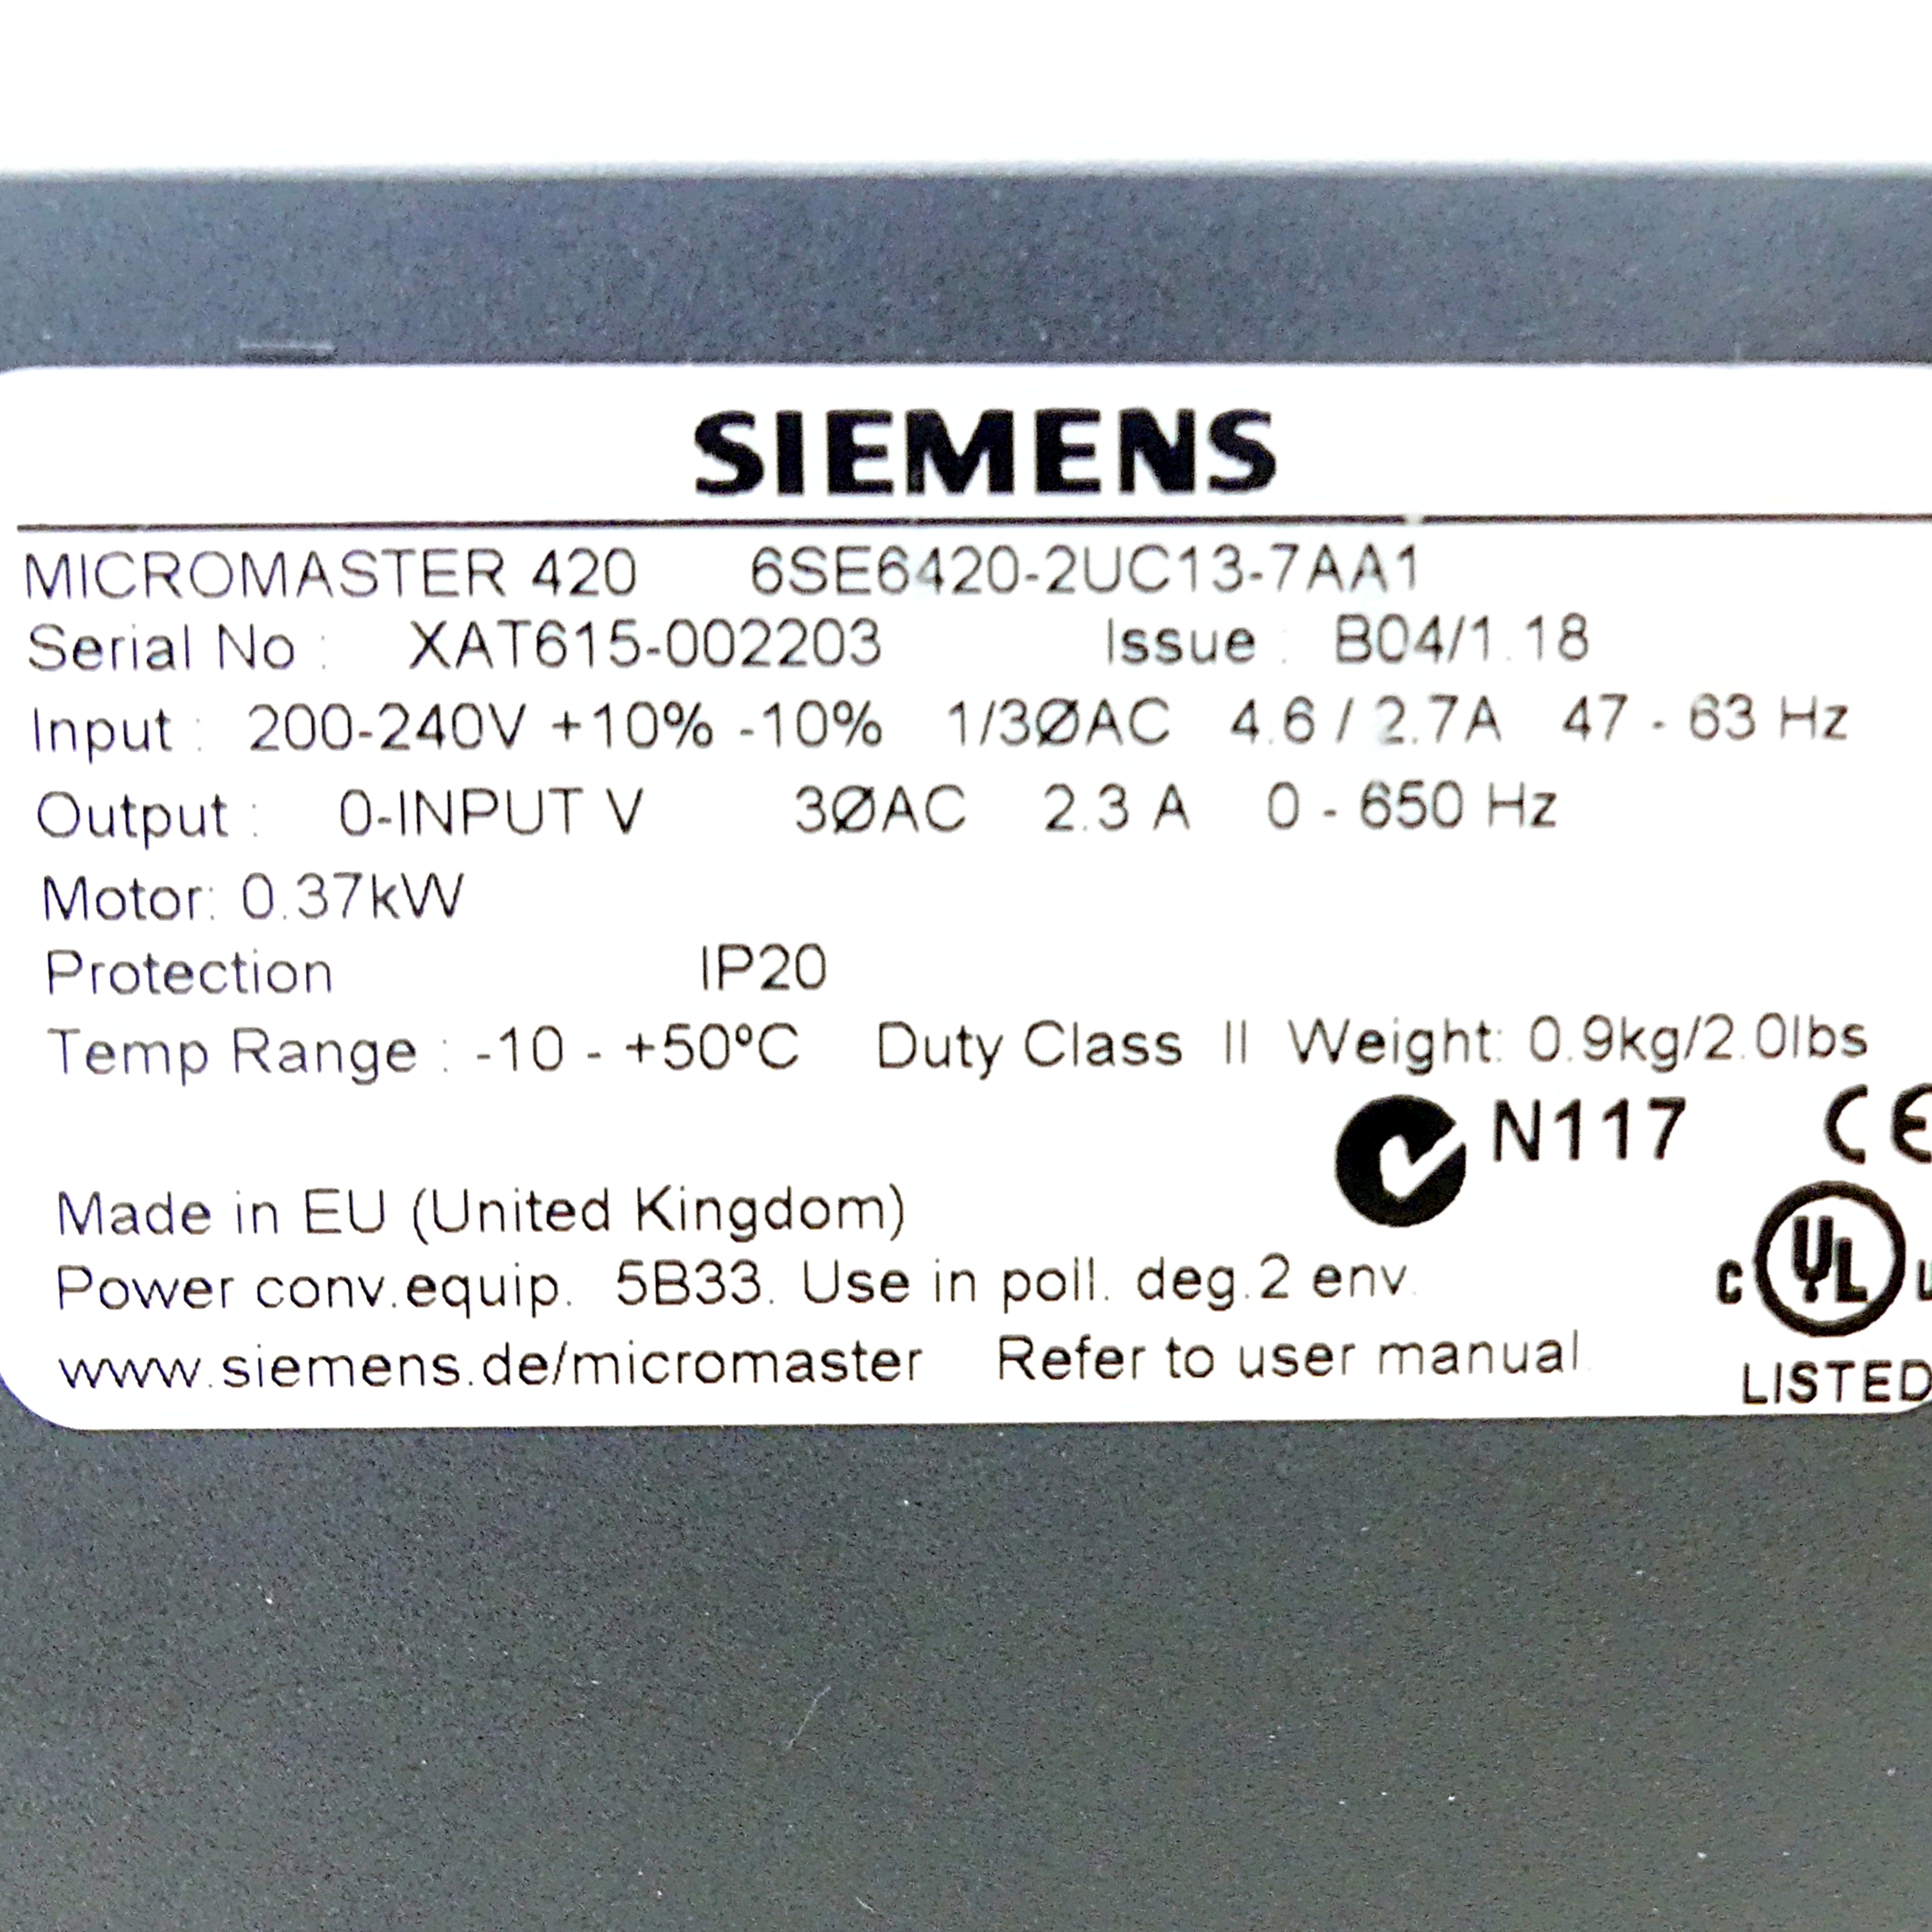 SIEMENS
MICROMASTER 420 6SE6420-2UC13-7AA1
Serial No : XAT615-002203 Issue : B04/1.18
Input : 200-240V +10% -10% 1/3ØAC 4.6 / 2.7A 47 - 63 Hz
Output : 0-INPUT V 3ØAC 2.3 A 0 - 650 Hz
Motor: 0.37kW
Protection IP20
Temp Range : -10 - +50ºC Duty Class II Weight: 0.9kg/2.0lbs
N117 CE
Made in EU (United Kingdom)
Power conv.equip. 5B33. Use in poll. deg.2 env.
C UL
www.siemens.de/micromaster Refer to user manual.
LISTED